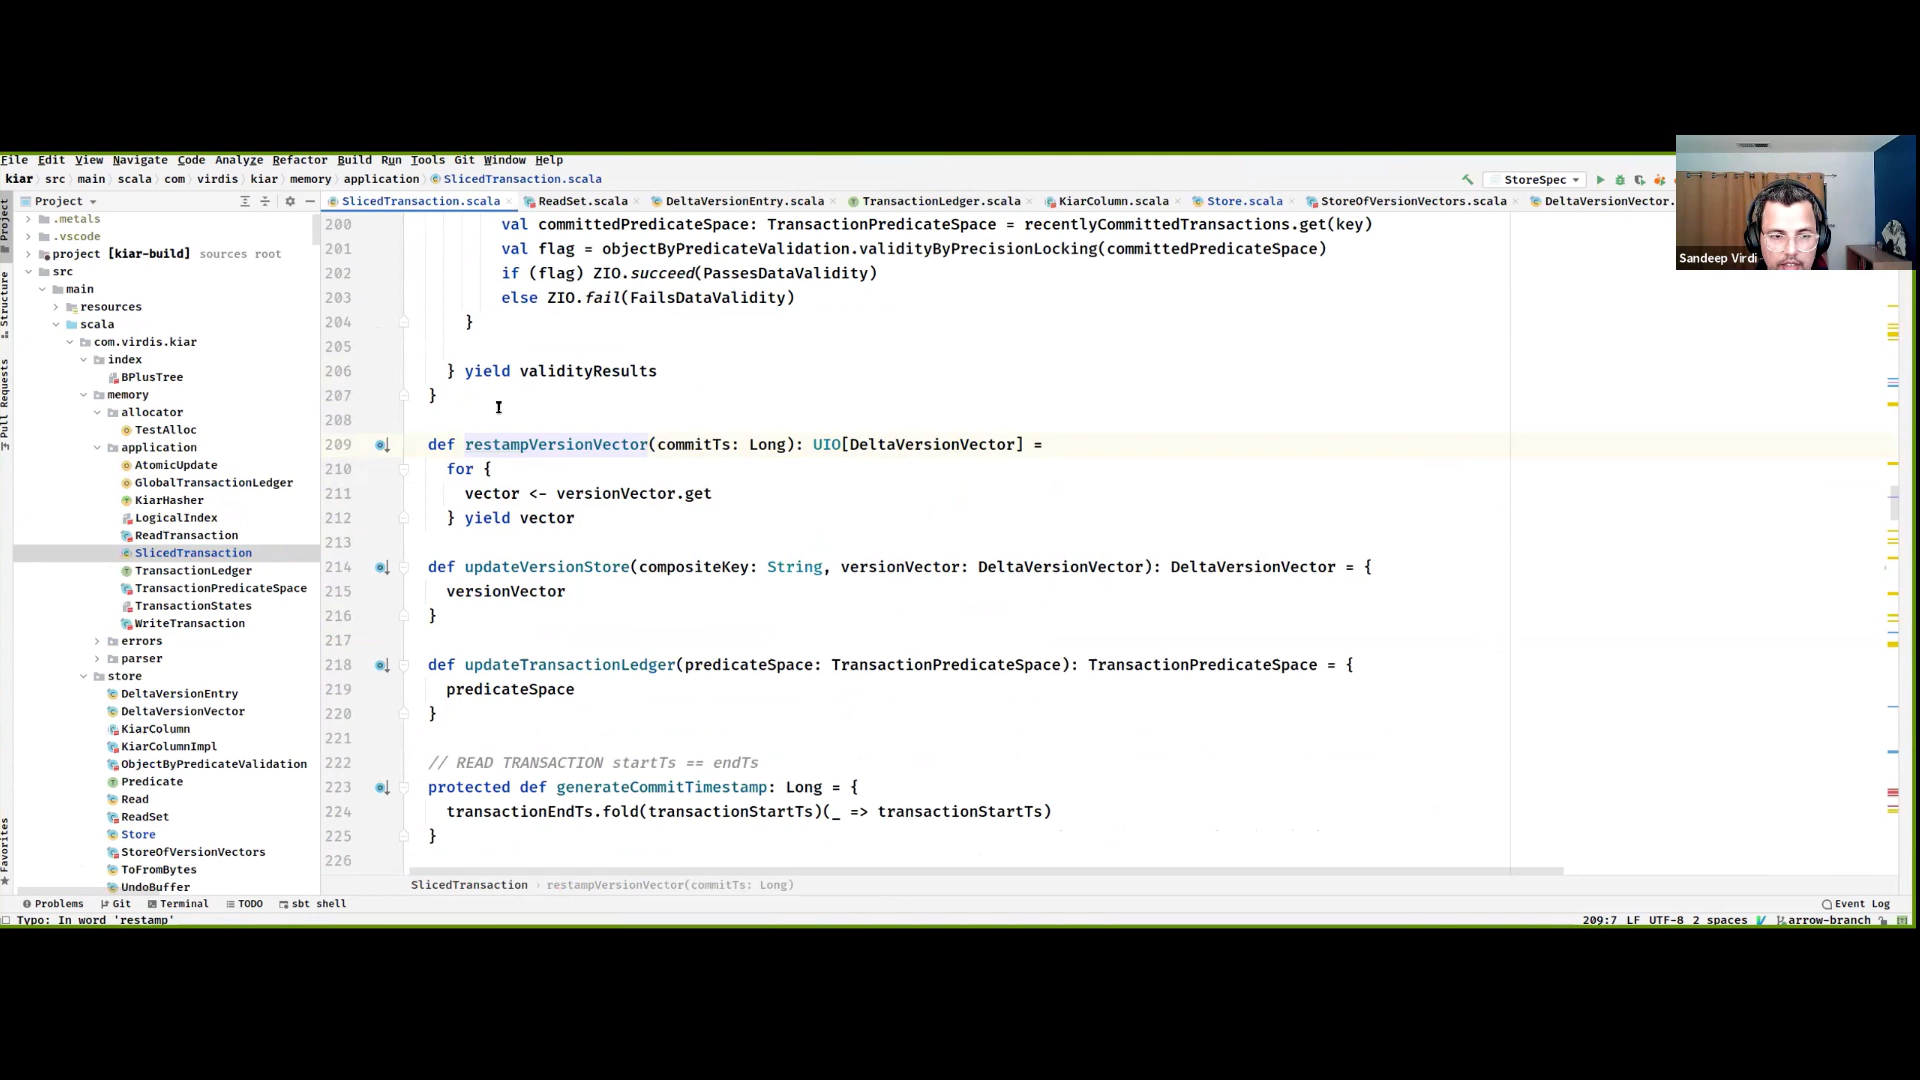 File Edit View Navigate Code Analyze Refactor Build Run Tools Git Window Help
kiar src main scala com virdis kiar memory application SlicedTransaction.scala
StoreSpec
Sandeep Virdi
Project
SlicedTransaction.scala ReadSet.scala DeltaVersionEntry.scala TransactionLedger.scala KiarColumn.scala Store.scala StoreOfVersionVectors.scala DeltaVersionVector.
Project
Structure
Pull Requests
Favorites
.metals
.vscode
project [kiar-build] sources root
src
main
resources
scala
com.virdis.kiar
index
BPlusTree
memory
allocator
TestAlloc
application
AtomicUpdate
GlobalTransactionLedger
KiarHasher
LogicalIndex
ReadTransaction
SlicedTransaction
TransactionLedger
TransactionPredicateSpace
TransactionStates
WriteTransaction
errors
parser
store
DeltaVersionEntry
DeltaVersionVector
KiarColumn
KiarColumnImpl
ObjectByPredicateValidation
Predicate
Read
ReadSet
Store
StoreOfVersionVectors
ToFromBytes
UndoBuffer
200 val committedPredicateSpace: TransactionPredicateSpace = recentlyCommittedTransactions.get(key)
201 val flag = objectByPredicateValidation.validityByPrecisionLocking(committedPredicateSpace)
202 if (flag) ZIO.succeed(PassesDataValidity)
203 else ZIO.fail(FailsDataValidity)
204 }
205
206 } yield validityResults
207 }
208
209 def restampVersionVector(commitTs: Long): UIO[DeltaVersionVector] =
210 for {
211 vector <- versionVector.get
212 } yield vector
213
214 def updateVersionStore(compositeKey: String, versionVector: DeltaVersionVector): DeltaVersionVector = {
215 versionVector
216 }
217
218 def updateTransactionLedger(predicateSpace: TransactionPredicateSpace): TransactionPredicateSpace = {
219 predicateSpace
220 }
221
222 // READ TRANSACTION startTs == endTs
223 protected def generateCommitTimestamp: Long = {
224 transactionEndTs.fold(transactionStartTs)(_ => transactionStartTs)
225 }
226
SlicedTransaction restampVersionVector(commitTs: Long)
Problems Git Terminal TODO sbt shell Event Log
Typo: In word 'restamp' 209:7 LF UTF-8 2 spaces arrow-branch